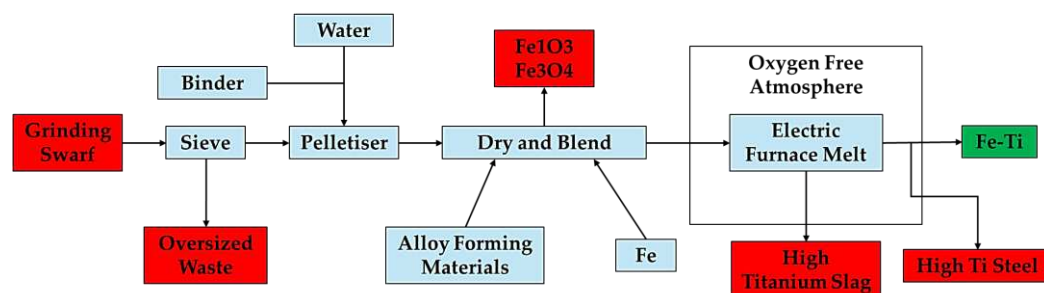 Water
Binder
Fe1O3
Fe3O4
Oxygen Free
Atmosphere
Grinding
Swarf
Sieve
Pelletiser
Dry and Blend
Electric
Furnace Melt
Fe-Ti
Oversized
Waste
Alloy Forming
Materials
Fe
High
Titanium Slag
High Ti Steel